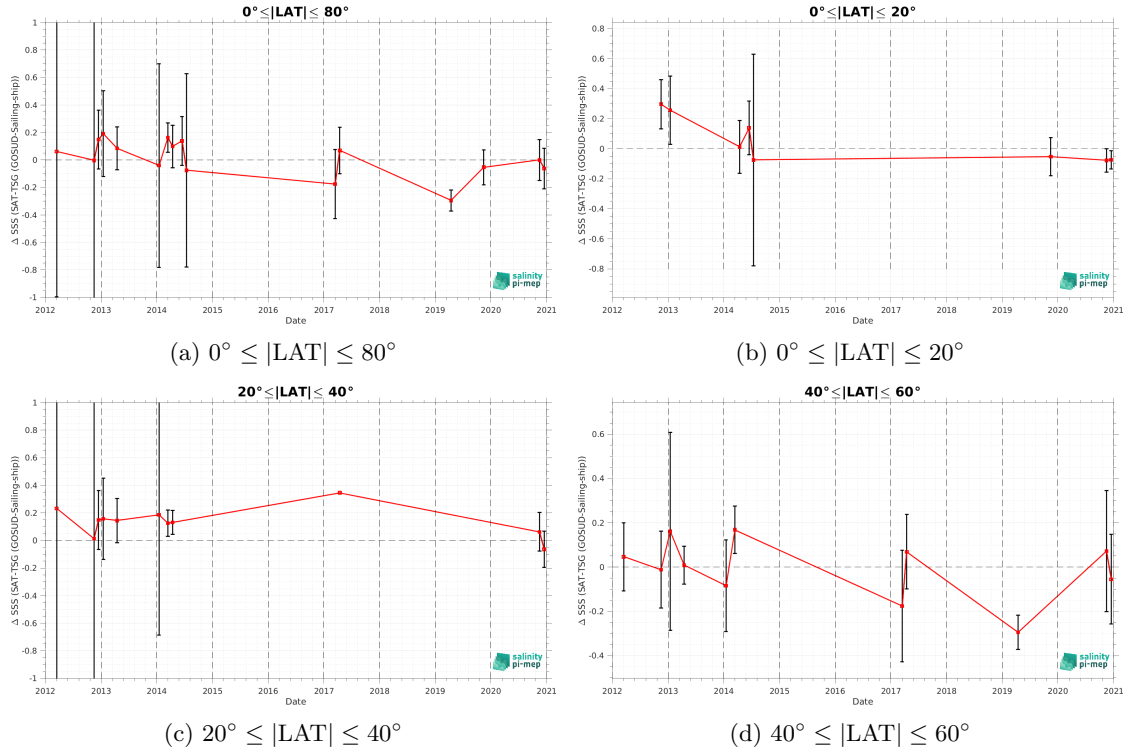 0°≤|LAT|≤ 80°
Δ SSS (SAT-TSG (GOSUD-Sailing-ship))
1
0.8
0.6
0.4
0.2
0
-0.2
-0.4
-0.6
-0.8
-1
salinity
pi-mep
2012 2013 2014 2015 2016 2017 2018 2019 2020 2021
Date
(a) 0° ≤ |LAT| ≤ 80°
0°≤|LAT|≤ 20°
Δ SSS (SAT-TSG (GOSUD-Sailing-ship))
0.8
0.6
0.4
0.2
0
-0.2
-0.4
-0.6
-0.8
salinity
pi-mep
2012 2013 2014 2015 2016 2017 2018 2019 2020 2021
Date
(b) 0° ≤ |LAT| ≤ 20°
20°≤|LAT|≤ 40°
Δ SSS (SAT-TSG (GOSUD-Sailing-ship))
1
0.8
0.6
0.4
0.2
0
-0.2
-0.4
-0.6
-0.8
-1
salinity
pi-mep
2012 2013 2014 2015 2016 2017 2018 2019 2020 2021
Date
(c) 20° ≤ |LAT| ≤ 40°
40°≤|LAT|≤ 60°
Δ SSS (SAT-TSG (GOSUD-Sailing-ship))
0.6
0.4
0.2
0
-0.2
-0.4
salinity
pi-mep
2012 2013 2014 2015 2016 2017 2018 2019 2020 2021
Date
(d) 40° ≤ |LAT| ≤ 60°